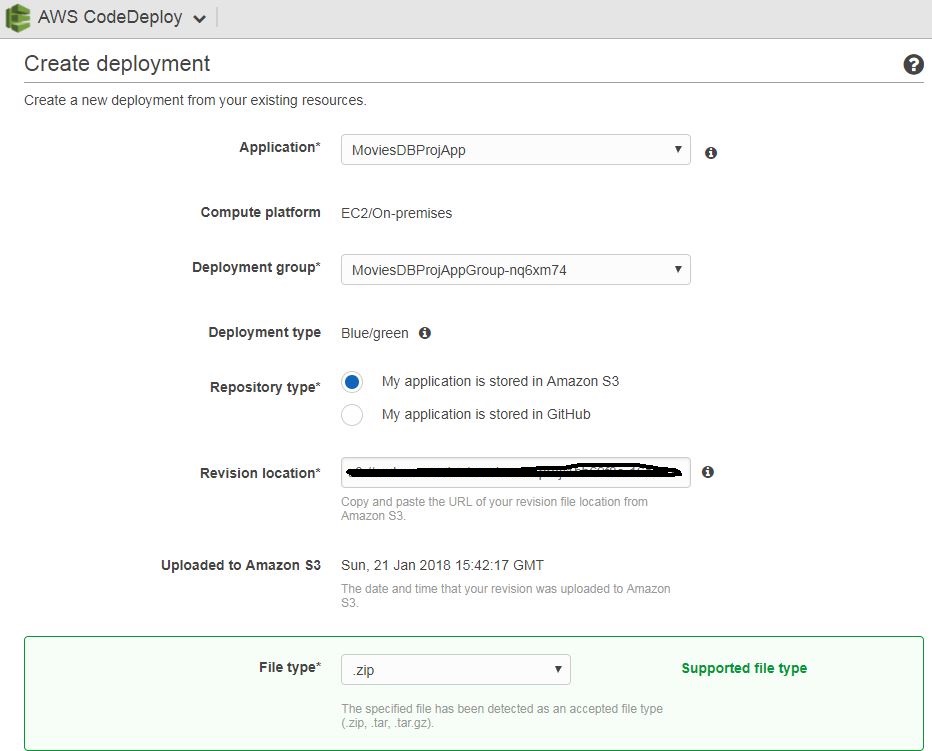 AWS CodeDeploy
Create deployment
Create a new deployment from your existing resources.
Application* MoviesDBProjApp
Compute platform EC2/On-premises
Deployment group* MoviesDBProjAppGroup-nq6xm74
Deployment type Blue/green
Repository type* My application is stored in Amazon S3
My application is stored in GitHub
Revision location*
Copy and paste the URL of your revision file location from
Amazon S3.
Uploaded to Amazon S3 Sun, 21 Jan 2018 15:42:17 GMT
The date and time that your revision was uploaded to Amazon
S3.
File type* .zip Supported file type
The specified file has been detected as an accepted file type
(.zip, .tar, .tar.gz).